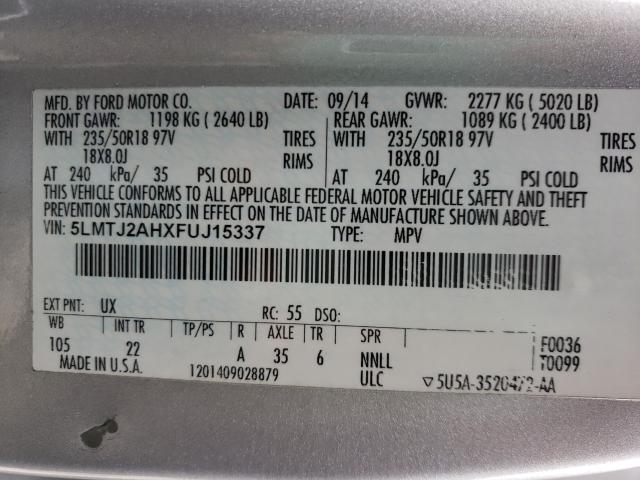 MFD. BY FORD MOTOR CO. DATE: 09/14 GVWR: 2277 KG ( 5020 LB)
FRONT GAWR: 1198 KG ( 2640 LB) REAR GAWR: 1089 KG ( 2400 LB)
WITH 235/50R18 97V TIRES WITH 235/50R18 97V TIRES
18X8.0J RIMS 18X8.0J RIMS
AT 240 kPa/ 35 PSI COLD AT 240 kPa/ 35 PSI COLD
THIS VEHICLE CONFORMS TO ALL APPLICABLE FEDERAL MOTOR VEHICLE SAFETY AND THEFT
PREVENTION STANDARDS IN EFFECT ON THE DATE OF MANUFACTURE SHOWN ABOVE.
VIN: 5LMTJ2AHXFUJ15337 TYPE: MPV
EXT PNT: UX RC: 55 DSO:
WB INT TR TP/PS R AXLE TR SPR
105 22 A 35 6 NNLL F0036
MADE IN U.S.A. 1201409028879 ULC T0099
▽5U5A-3520472-AA